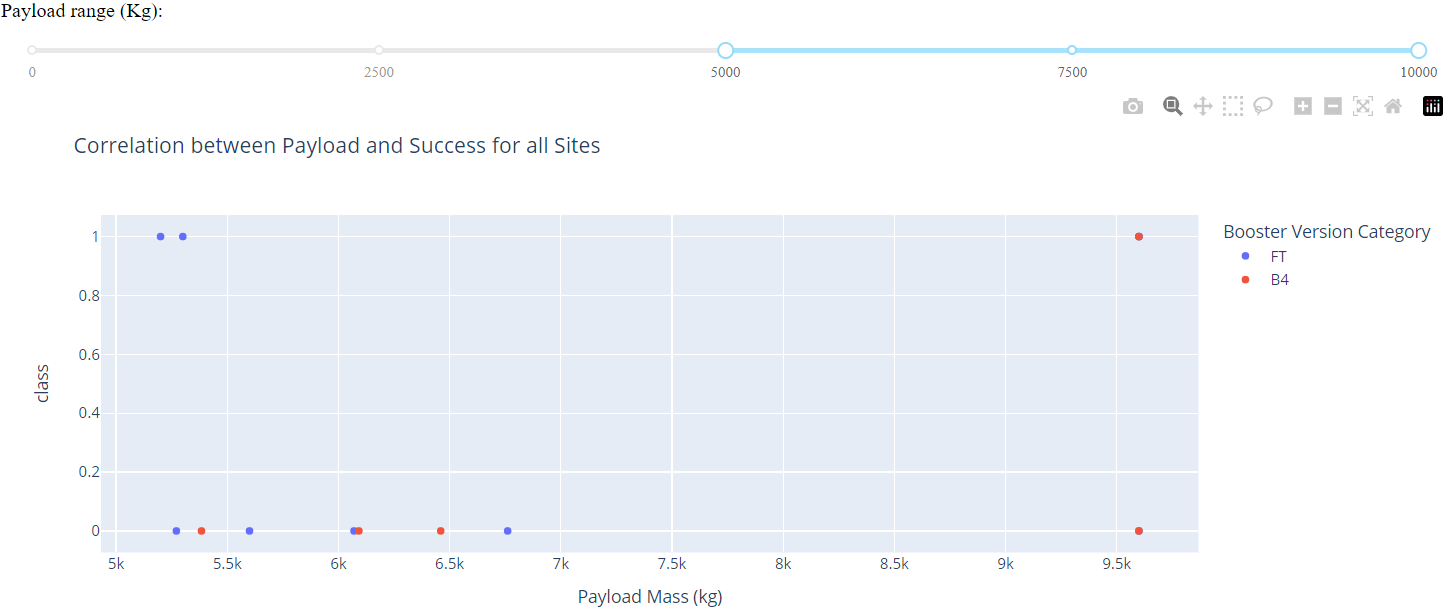 Payload range (Kg):
0 2500 5000 7500 10000
Correlation between Payload and Success for all Sites
Booster Version Category
FT
B4
1
0.8
0.6
0.4
0.2
0
class
5k 5.5k 6k 6.5k 7k 7.5k 8k 8.5k 9k 9.5k
Payload Mass (kg)